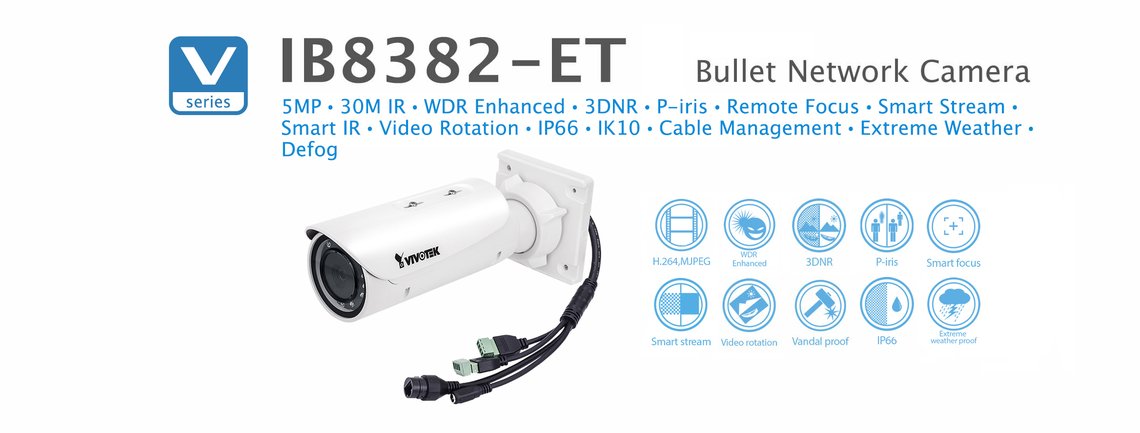 V
series
IB8382-ET
Bullet Network Camera
5MP • 30M IR • WDR Enhanced • 3DNR • P-iris • Remote Focus • Smart Stream •
Smart IR • Video Rotation • IP66 • IK10 • Cable Management • Extreme Weather •
Defog
VIVOTEK
H.264,MJPEG
WDR
Enhanced
3DNR
P-iris
Smart focus
Smart stream
Video rotation
Vandal proof
IP66
Extreme
weather proof